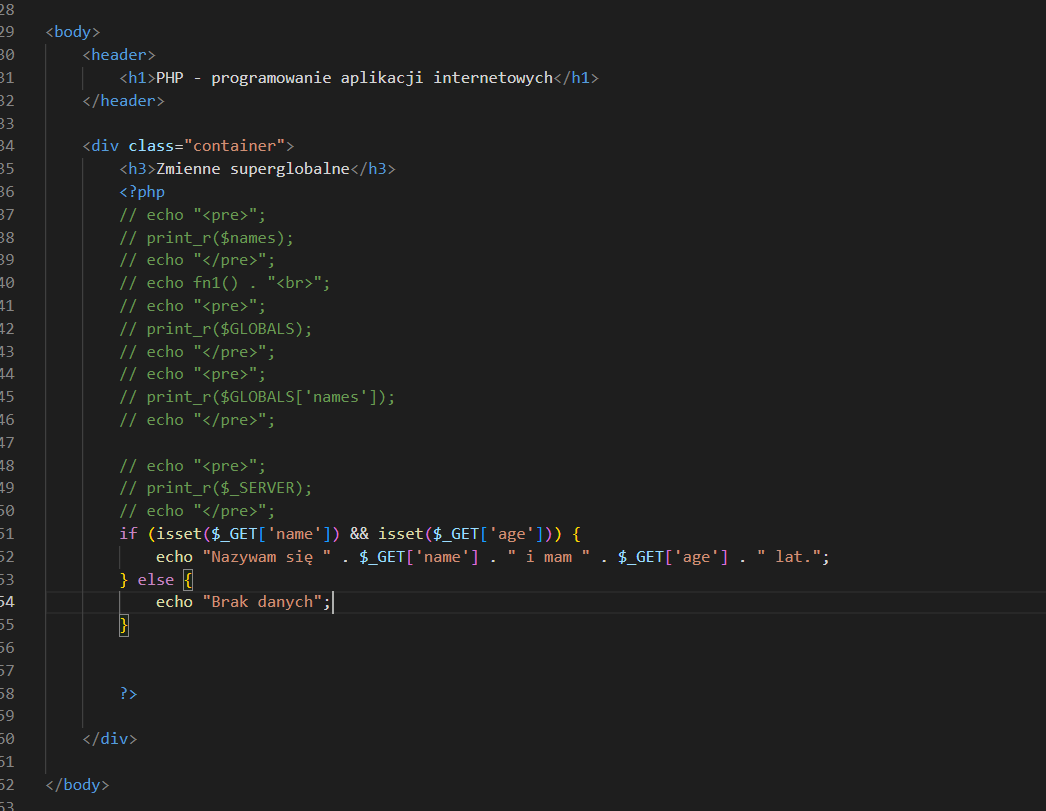 28
29 <body>
30 <header>
31 <h1>PHP - programowanie aplikacji internetowych</h1>
32 </header>
33
34 <div class="container">
35 <h3>Zmienne superglobalne</h3>
36 <?php
37 // echo "<pre>";
38 // print_r($names);
39 // echo "</pre>";
40 // echo fn1() . "<br>";
41 // echo "<pre>";
42 // print_r($GLOBALS);
43 // echo "</pre>";
44 // echo "<pre>";
45 // print_r($GLOBALS['names']);
46 // echo "</pre>";
47
48 // echo "<pre>";
49 // print_r($_SERVER);
50 // echo "</pre>";
51 if (isset($_GET['name']) && isset($_GET['age'])) {
52 echo "Nazywam się " . $_GET['name'] . " i mam " . $_GET['age'] . " lat.";
53 } else {
54 echo "Brak danych";
55 }
56
57
58 ?>
59
60 </div>
61
62 </body>
63